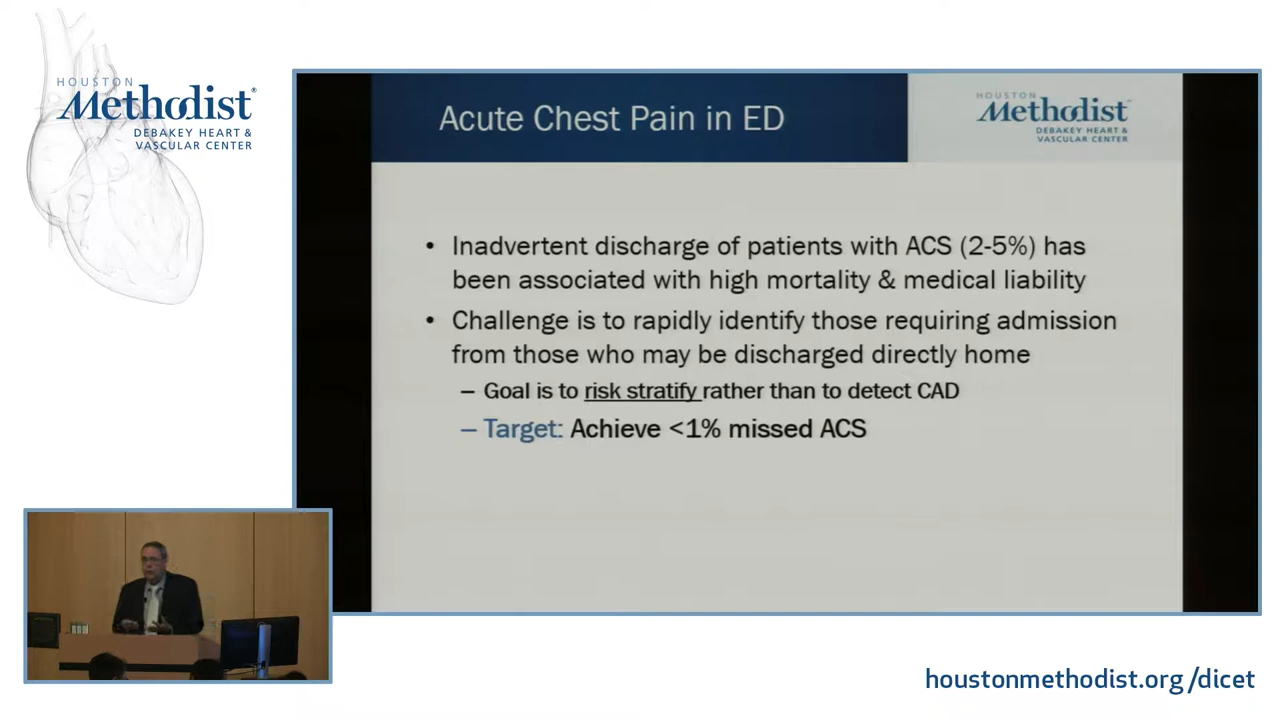 HOUSTON
Methodist®
DEBAKEY HEART &
VASCULAR CENTER
Acute Chest Pain in ED
HOUSTON
Methodist
DEBAKEY HEART &
VASCULAR CENTER
• Inadvertent discharge of patients with ACS (2-5%) has
been associated with high mortality & medical liability
• Challenge is to rapidly identify those requiring admission
from those who may be discharged directly home
– Goal is to risk stratify rather than to detect CAD
– Target: Achieve <1% missed ACS
houstonmethodist.org/dicet